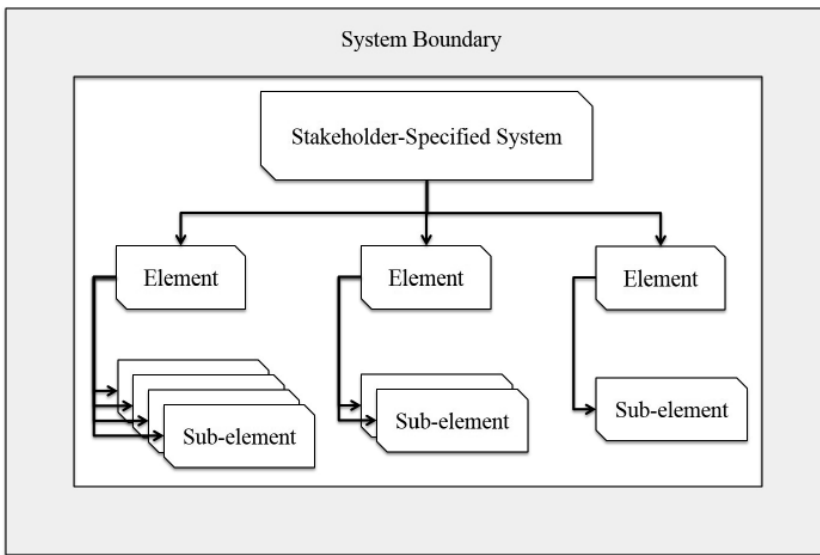 System Boundary
Stakeholder-Specified System
Element
Element
Element
Sub-element
Sub-element
Sub-element